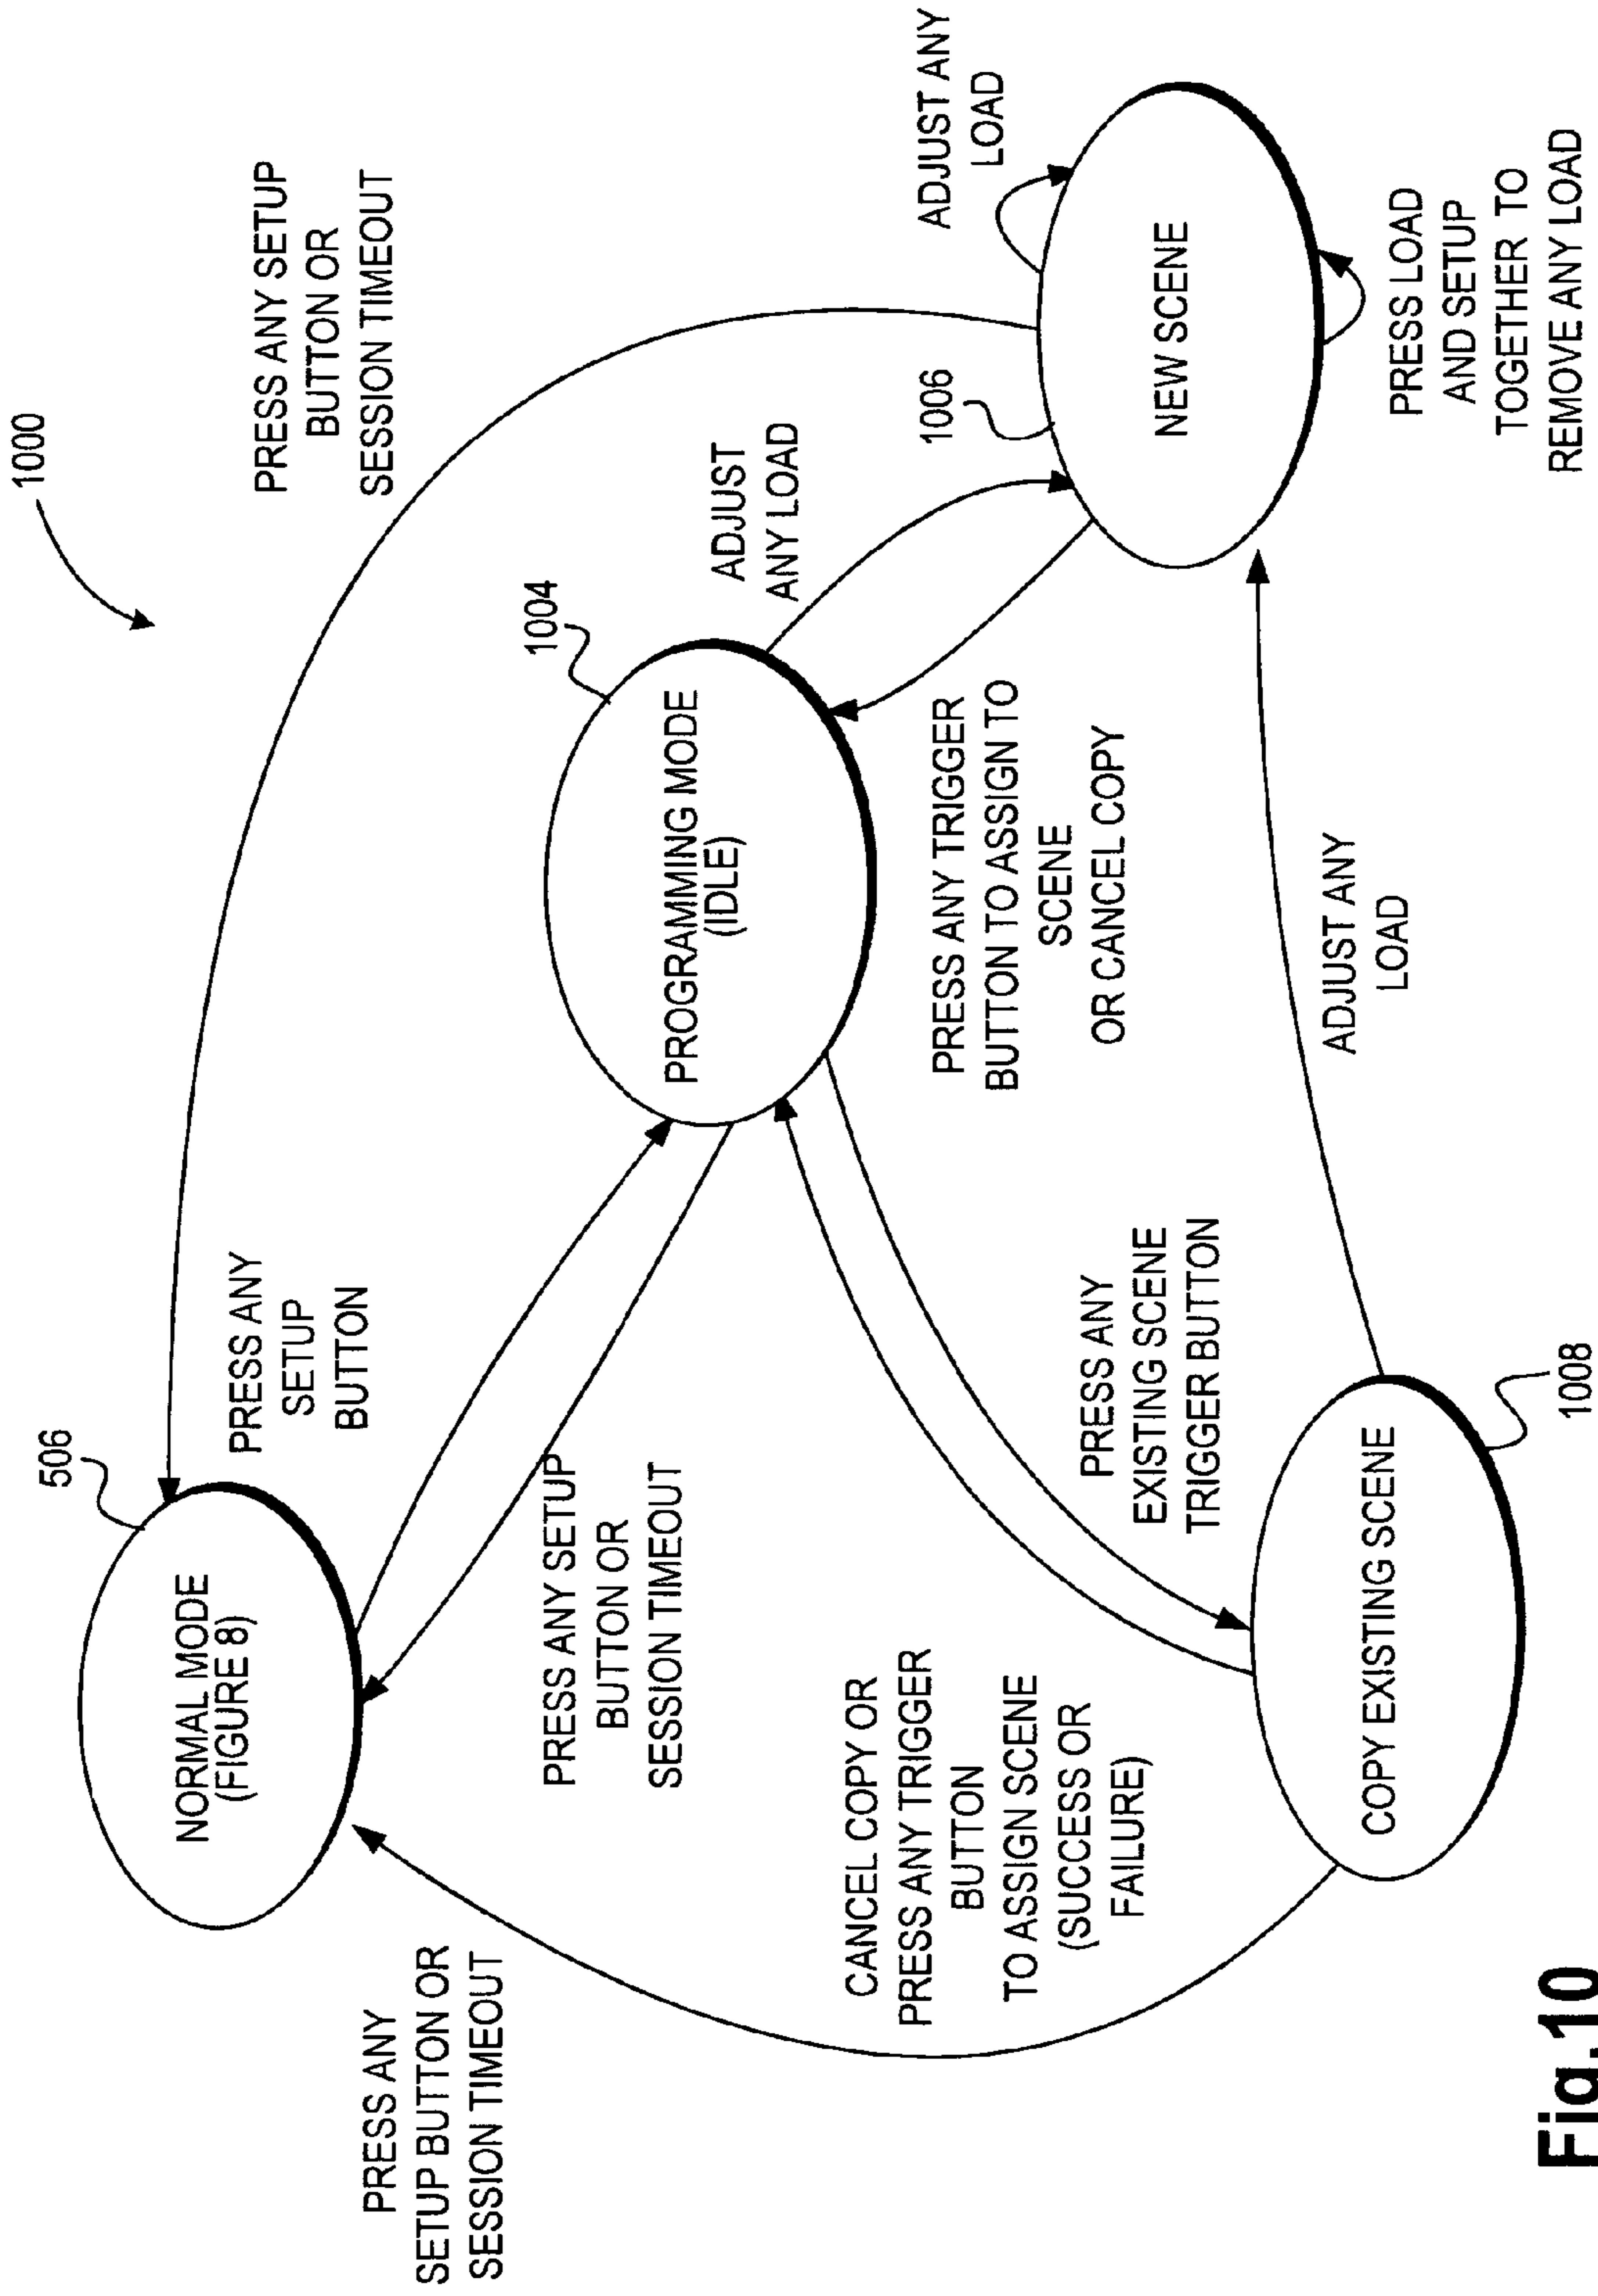 1000
506
NORMAL MODE
(FIGURE 8)
PRESS ANY
SETUP
BUTTON
PRESS ANY SETUP
BUTTON OR
SESSION TIMEOUT
PRESS ANY
SETUP BUTTON OR
SESSION TIMEOUT
PRESS ANY SETUP
BUTTON OR
SESSION TIMEOUT
1004
PROGRAMMING MODE
(IDLE)
ADJUST
ANY LOAD
1006
ADJUST ANY
LOAD
NEW SCENE
CANCEL COPY OR
PRESS ANY TRIGGER
BUTTON
TO ASSIGN SCENE
(SUCCESS OR
FAILURE)
PRESS ANY
EXISTING SCENE
TRIGGER BUTTON
PRESS ANY TRIGGER
BUTTON TO ASSIGN TO
SCENE
OR CANCEL COPY
ADJUST ANY
LOAD
PRESS LOAD
AND SETUP
TOGETHER TO
REMOVE ANY LOAD
COPY EXISTING SCENE
1008
Fig.10